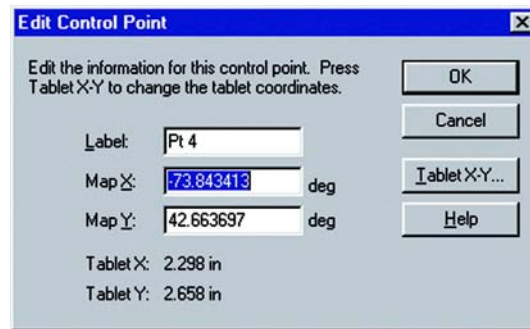 Edit Control Point
Edit the information for this control point. Press
Tablet X-Y to change the tablet coordinates.
OK
Cancel
Label: Pt 4
Map X: -73.843413 deg
Tablet X-Y...
Map Y: 42.663697 deg
Help
Tablet X: 2.298 in
Tablet Y: 2.658 in